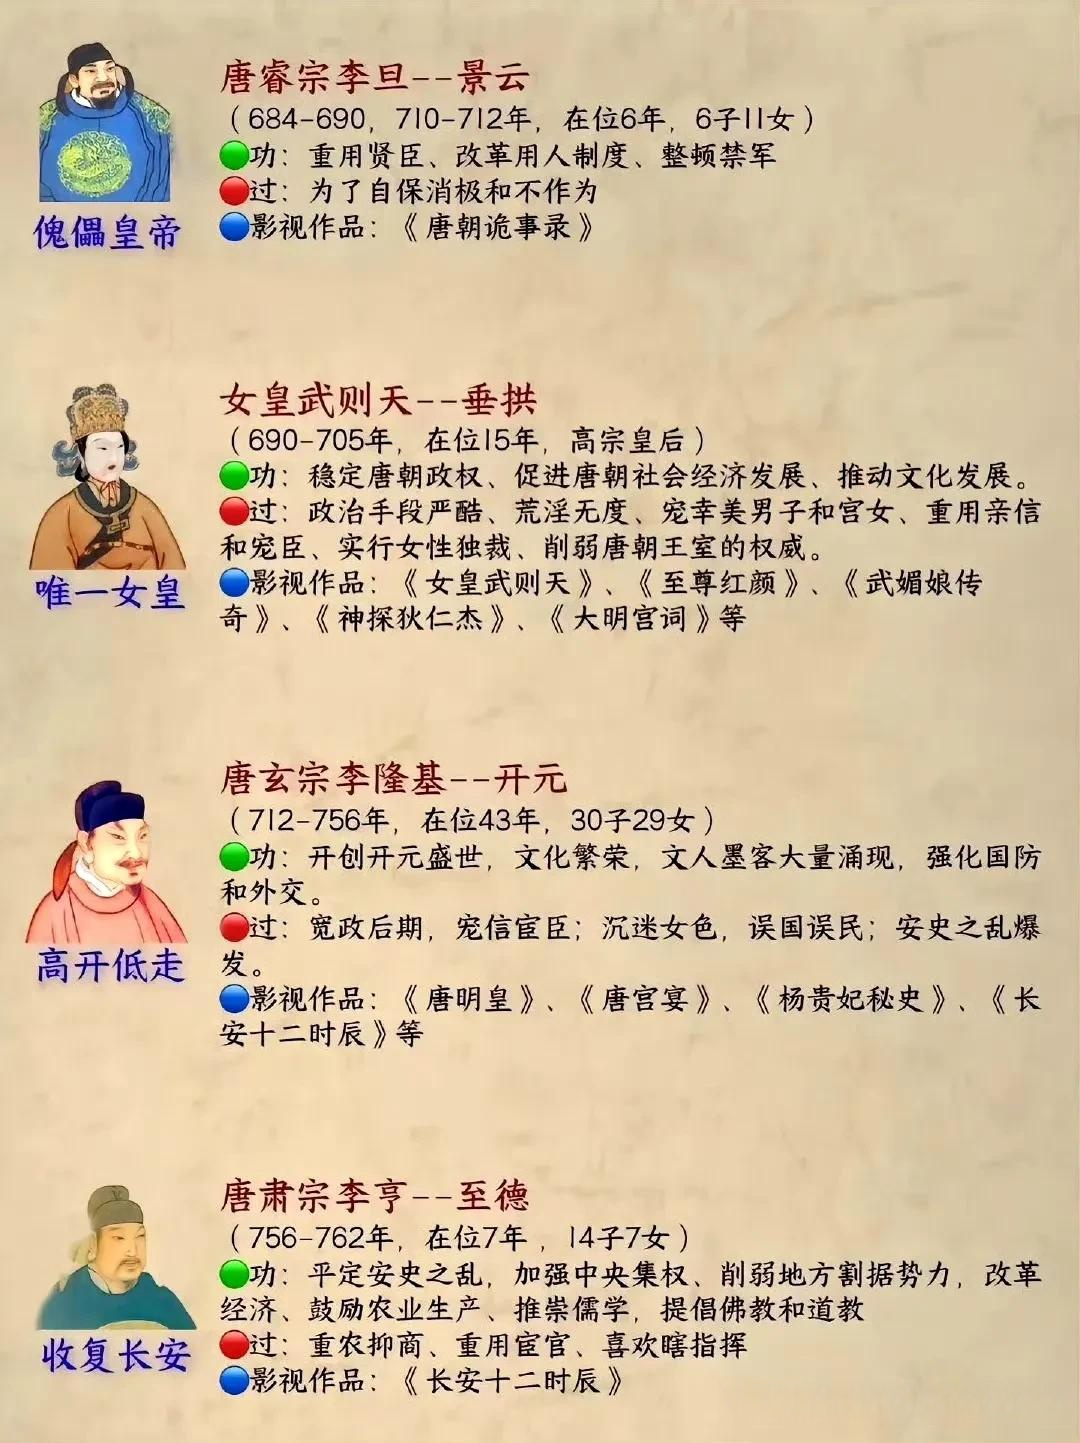 唐睿宗李旦--景云
（684-690，710-712年，在位6年，6子11女）
功：重用贤臣、改革用人制度、整顿禁军
过：为了自保消极和不作为
影视作品：《唐朝诡事录》
傀儡皇帝
女皇武则天--垂拱
（690-705年，在位15年，高宗皇后）
功：稳定唐朝政权、促进唐朝社会经济发展、推动文化发展。
过：政治手段严酷、荒淫无度、宠幸美男子和宫女、重用亲信
和宠臣、实行女性独裁、削弱唐朝王室的权威。
影视作品：《女皇武则天》、《至尊红颜》、《武媚娘传
奇》、《神探狄仁杰》、《大明宫词》等
唯一女皇
唐玄宗李隆基--开元
（712-756年，在位43年，30子29女）
功：开创开元盛世，文化繁荣，文人墨客大量涌现，强化国防
和外交。
过：宽政后期，宠信宦臣；沉迷女色，误国误民；安史之乱爆
发。
影视作品：《唐明皇》、《唐宫宴》、《杨贵妃秘史》、《长
安十二时辰》等
高开低走
唐肃宗李亨--至德
（756-762年，在位7年 ，14子7女）
功：平定安史之乱，加强中央集权、削弱地方割据势力，改革
经济、鼓励农业生产、推崇儒学，提倡佛教和道教
过：重农抑商、重用宦官、喜欢瞎指挥
影视作品：《长安十二时辰》
收复长安